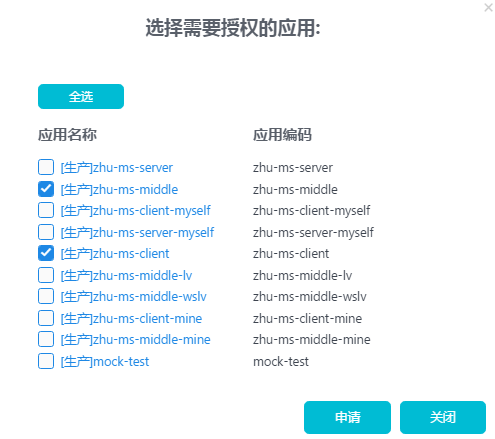 选择需要授权的应用:
全选
应用名称 应用编码
[生产]zhu-ms-server zhu-ms-server
[生产]zhu-ms-middle zhu-ms-middle
[生产]zhu-ms-client-myself zhu-ms-client-myself
[生产]zhu-ms-server-myself zhu-ms-server-myself
[生产]zhu-ms-client zhu-ms-client
[生产]zhu-ms-middle-lv zhu-ms-middle-lv
[生产]zhu-ms-middle-wslv zhu-ms-middle-wslv
[生产]zhu-ms-client-mine zhu-ms-client-mine
[生产]zhu-ms-middle-mine zhu-ms-middle-mine
[生产]mock-test mock-test
申请 关闭